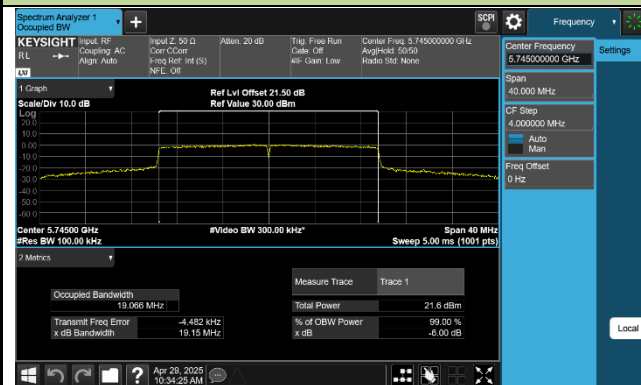 Spectrum Analyzer 1
Occupied BW
SCPI
Frequency
KEYSIGHT
RL
Input: RF
Coupling: AC
Align: Auto
Input Z: 50 Ω
Corr CCorr
Freq Ref: Int (S)
NFE: Off
Atten: 20 dB
Trig: Free Run
Gate: Off
#IF Gain: Low
Center Freq: 5.745000000 GHz
Avg|Hold: 50/50
Radio Std: None
LM
Center Frequency
5.745000000 GHz
Settings
Span
40.000 MHz
CF Step
4.000000 MHz
Auto
Man
Freq Offset
0 Hz
1 Graph
Scale/Div 10.0 dB
Ref Lvl Offset 21.50 dB
Ref Value 30.00 dBm
Log
20.0
10.0
0.00
-10.0
-20.0
-30.0
-40.0
-50.0
-60.0
Center 5.74500 GHz
#Res BW 100.00 kHz
#Video BW 300.00 kHz*
Span 40 MHz
Sweep 5.00 ms (1001 pts)
2 Metrics
Measure Trace Trace 1
Occupied Bandwidth
19.066 MHz
Total Power 21.6 dBm
Transmit Freq Error -4.482 kHz
% of OBW Power 99.00 %
x dB Bandwidth 19.15 MHz
x dB -6.00 dB
Local
Apr 29, 2025
10:34:25 AM